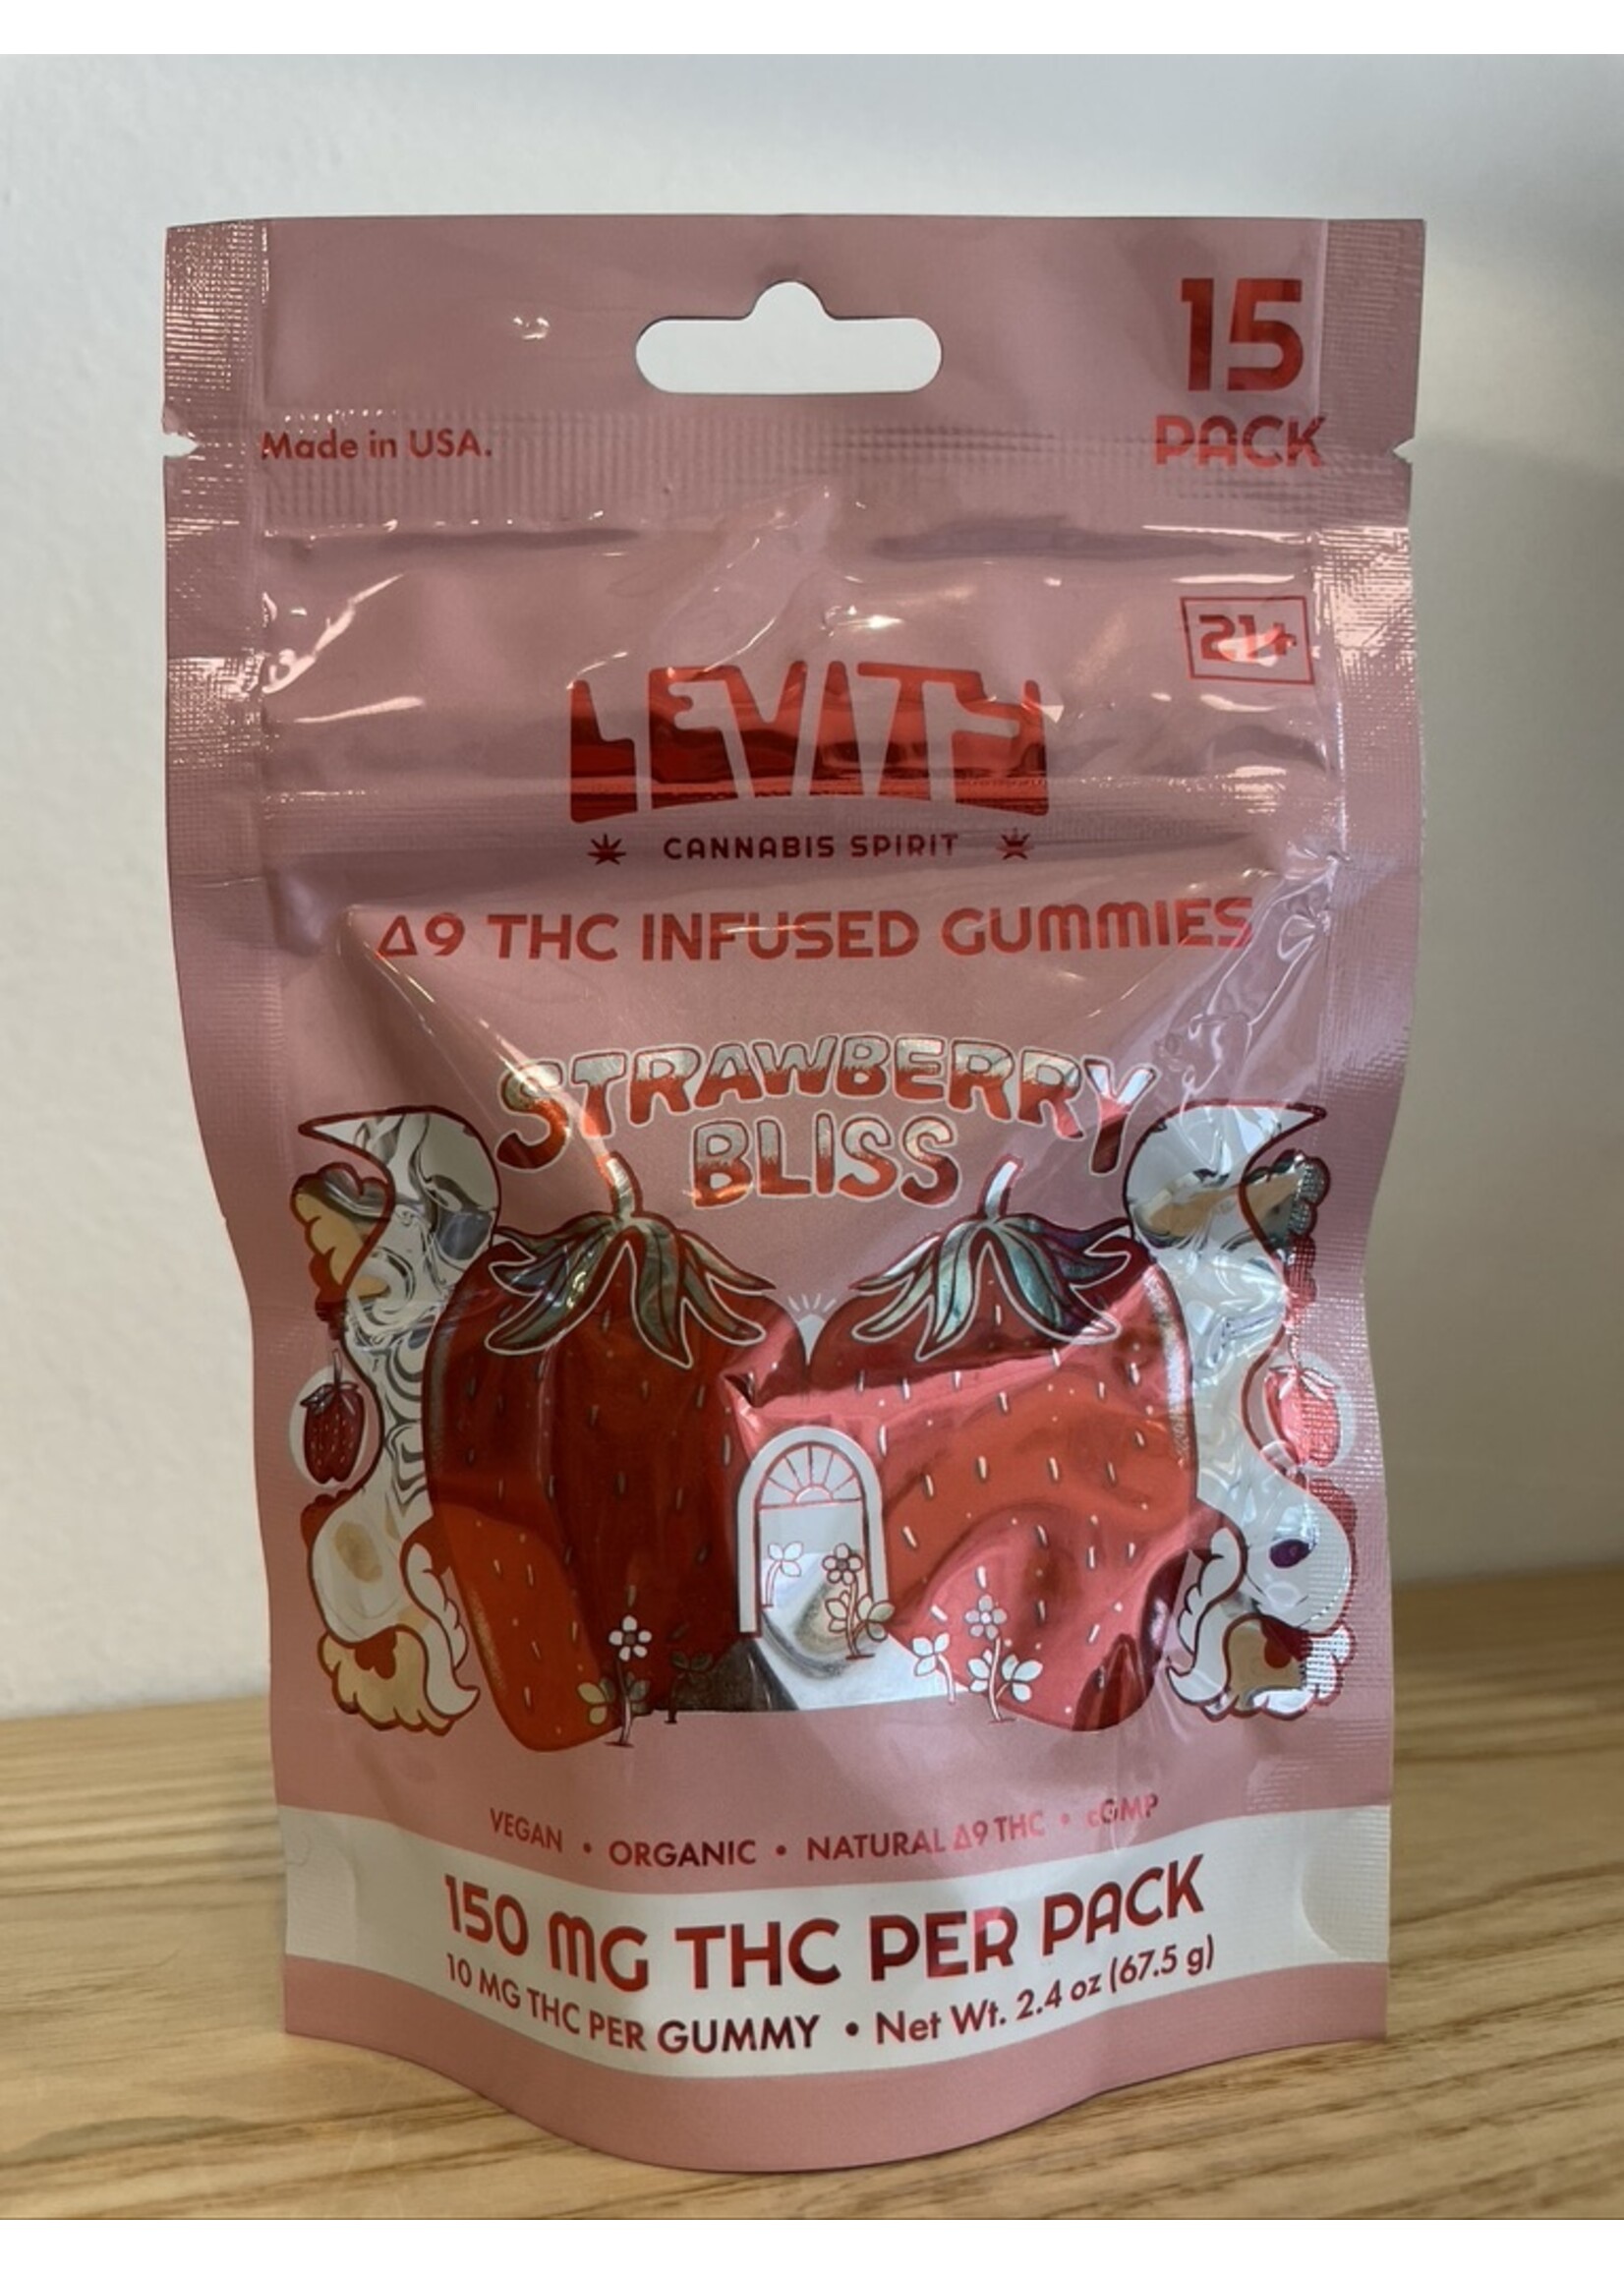 15
PACK
Made in USA.
21+
LEVITY
CANNABIS SPIRIT
Δ9 THC INFUSED GUMMIES
STRAWBERRY
BLISS
VEGAN • ORGANIC • NATURAL Δ9 THC • cGMP
150 MG THC PER PACK
10 MG THC PER GUMMY • Net Wt. 2.4 oz (67.5 g)